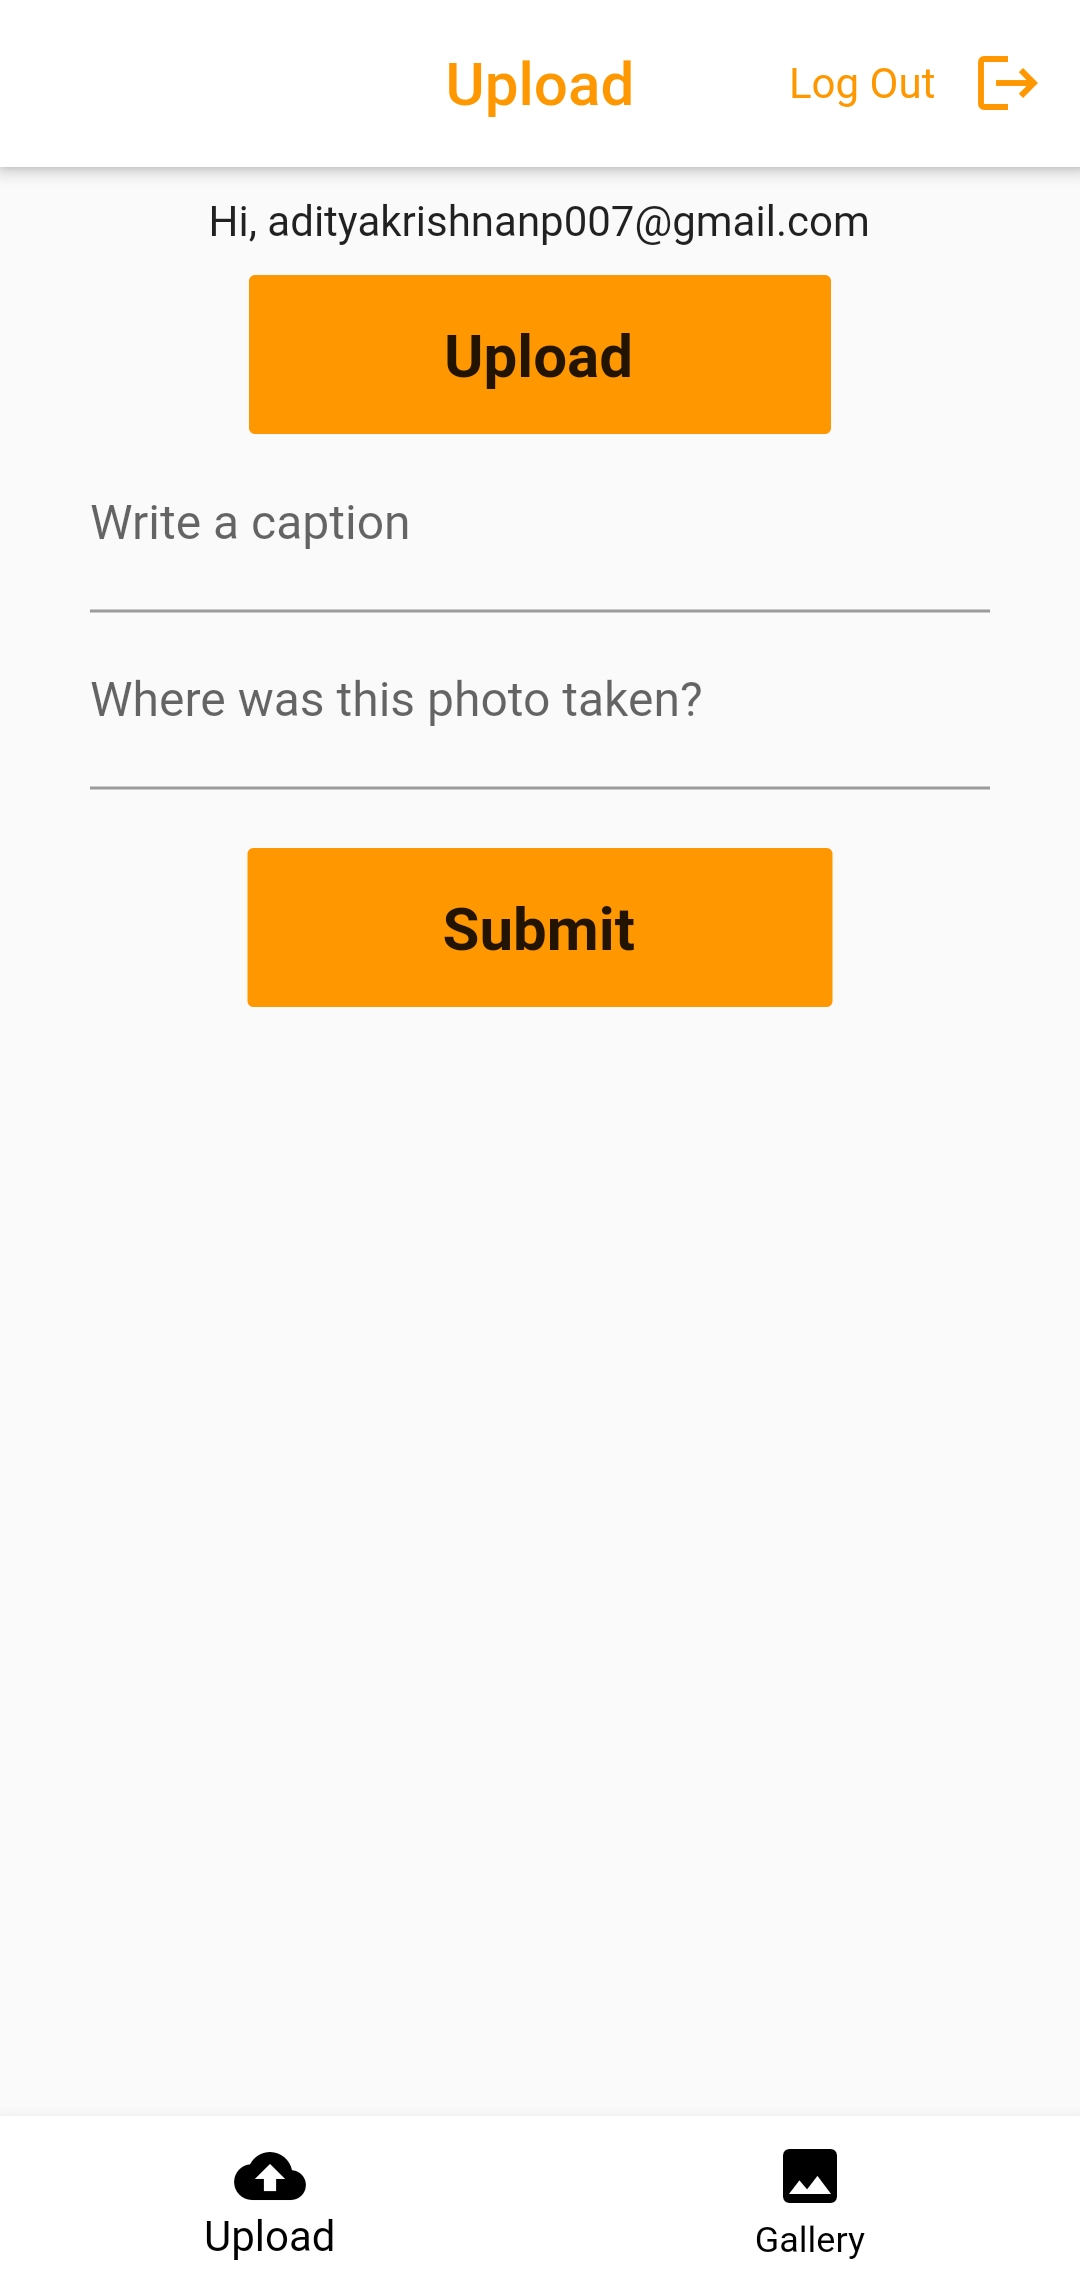 Upload
Log Out
Hi, adityakrishnanp007@gmail.com
Upload
Write a caption
Where was this photo taken?
Submit
Upload
Gallery